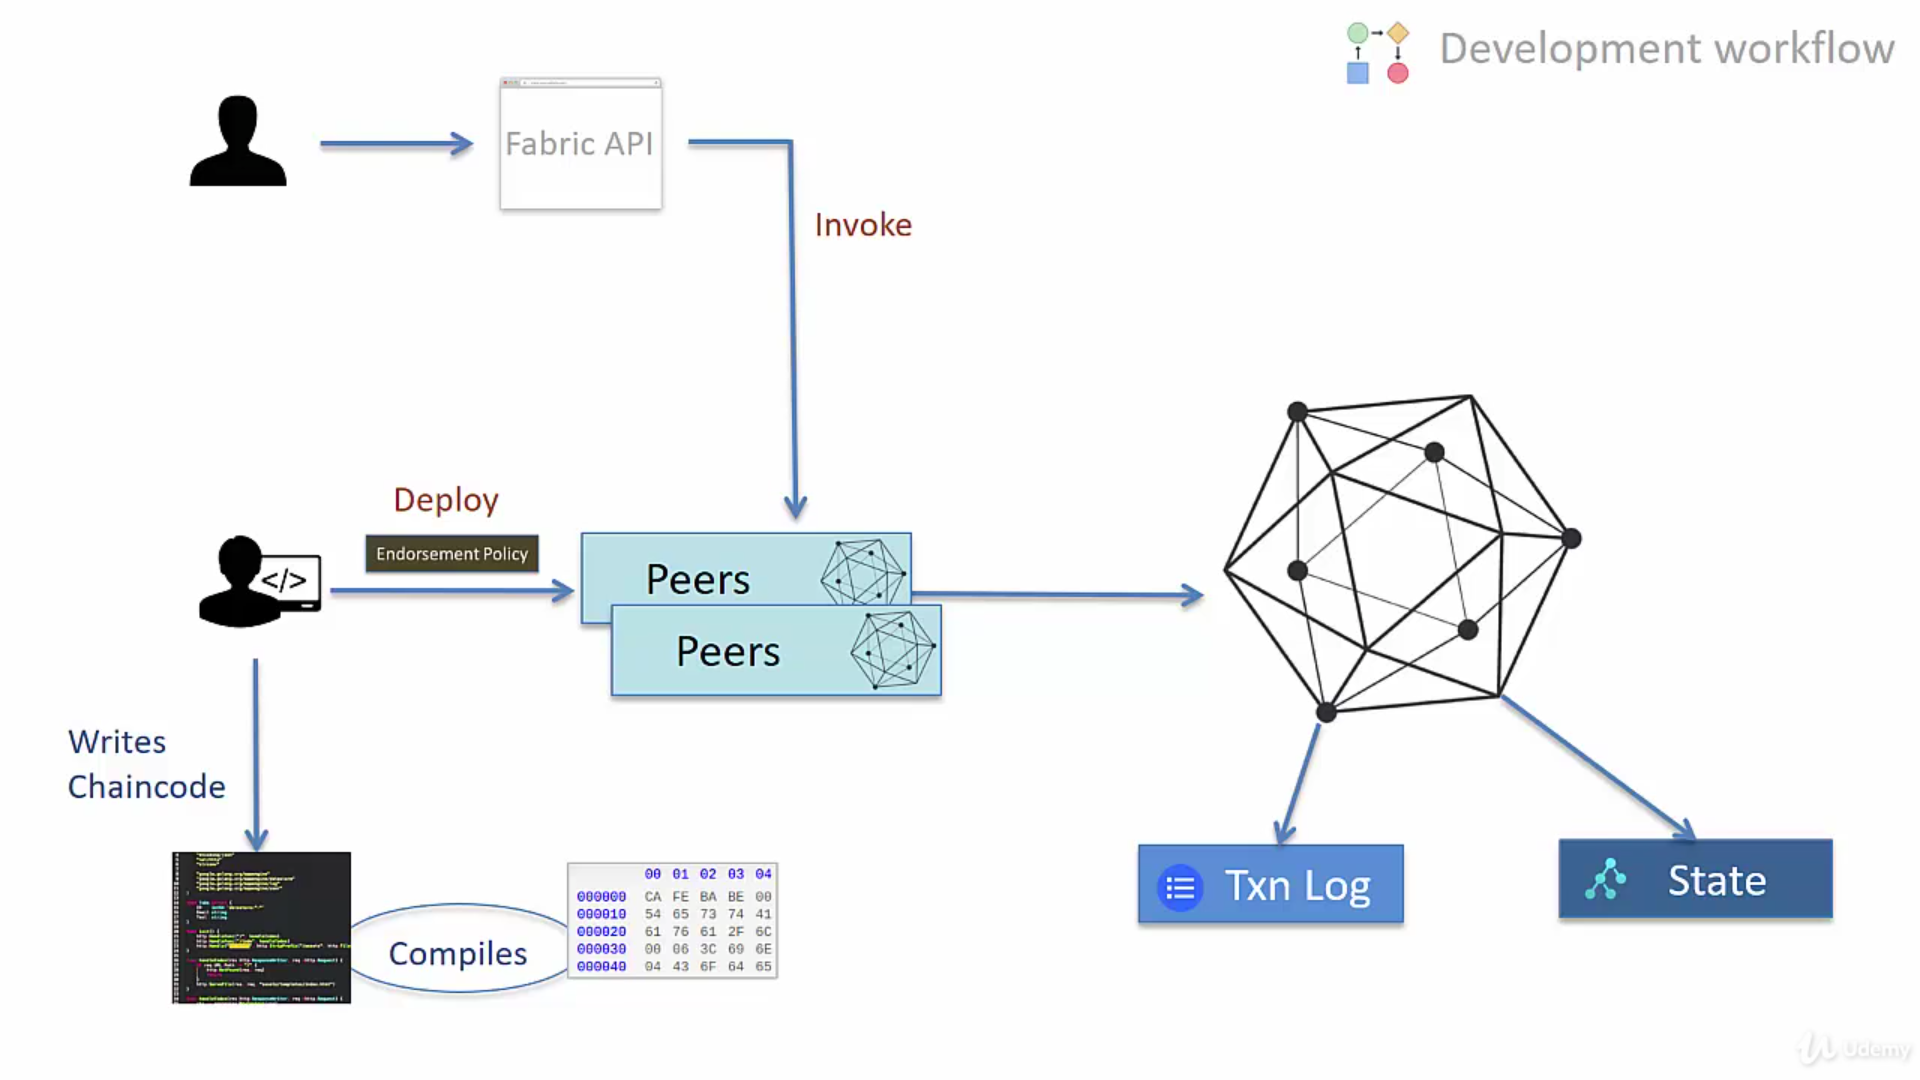 Development workflow
Fabric API
Invoke
Deploy
Endorsement Policy
Peers
Peers
Writes
Chaincode
Compiles
00 01 02 03 04
000000 CA FE BA BE 00
000010 54 65 73 74 41
000020 61 76 61 2F 6C
000030 00 06 3C 69 6E
000040 04 43 6F 64 65
Txn Log
State
</>
Udemy